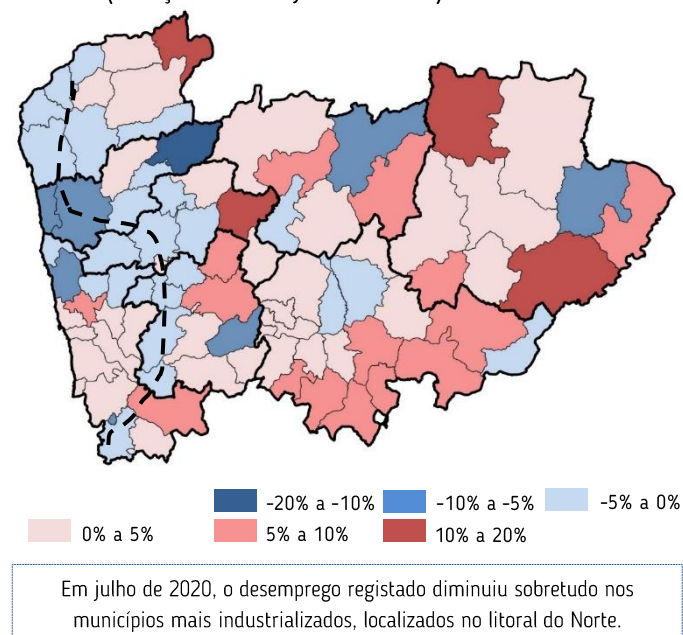 -20% a -10% -10% a -5% -5% a 0%
0% a 5% 5% a 10% 10% a 20%
Em julho de 2020, o desemprego registado diminuiu sobretudo nos
municípios mais industrializados, localizados no litoral do Norte.